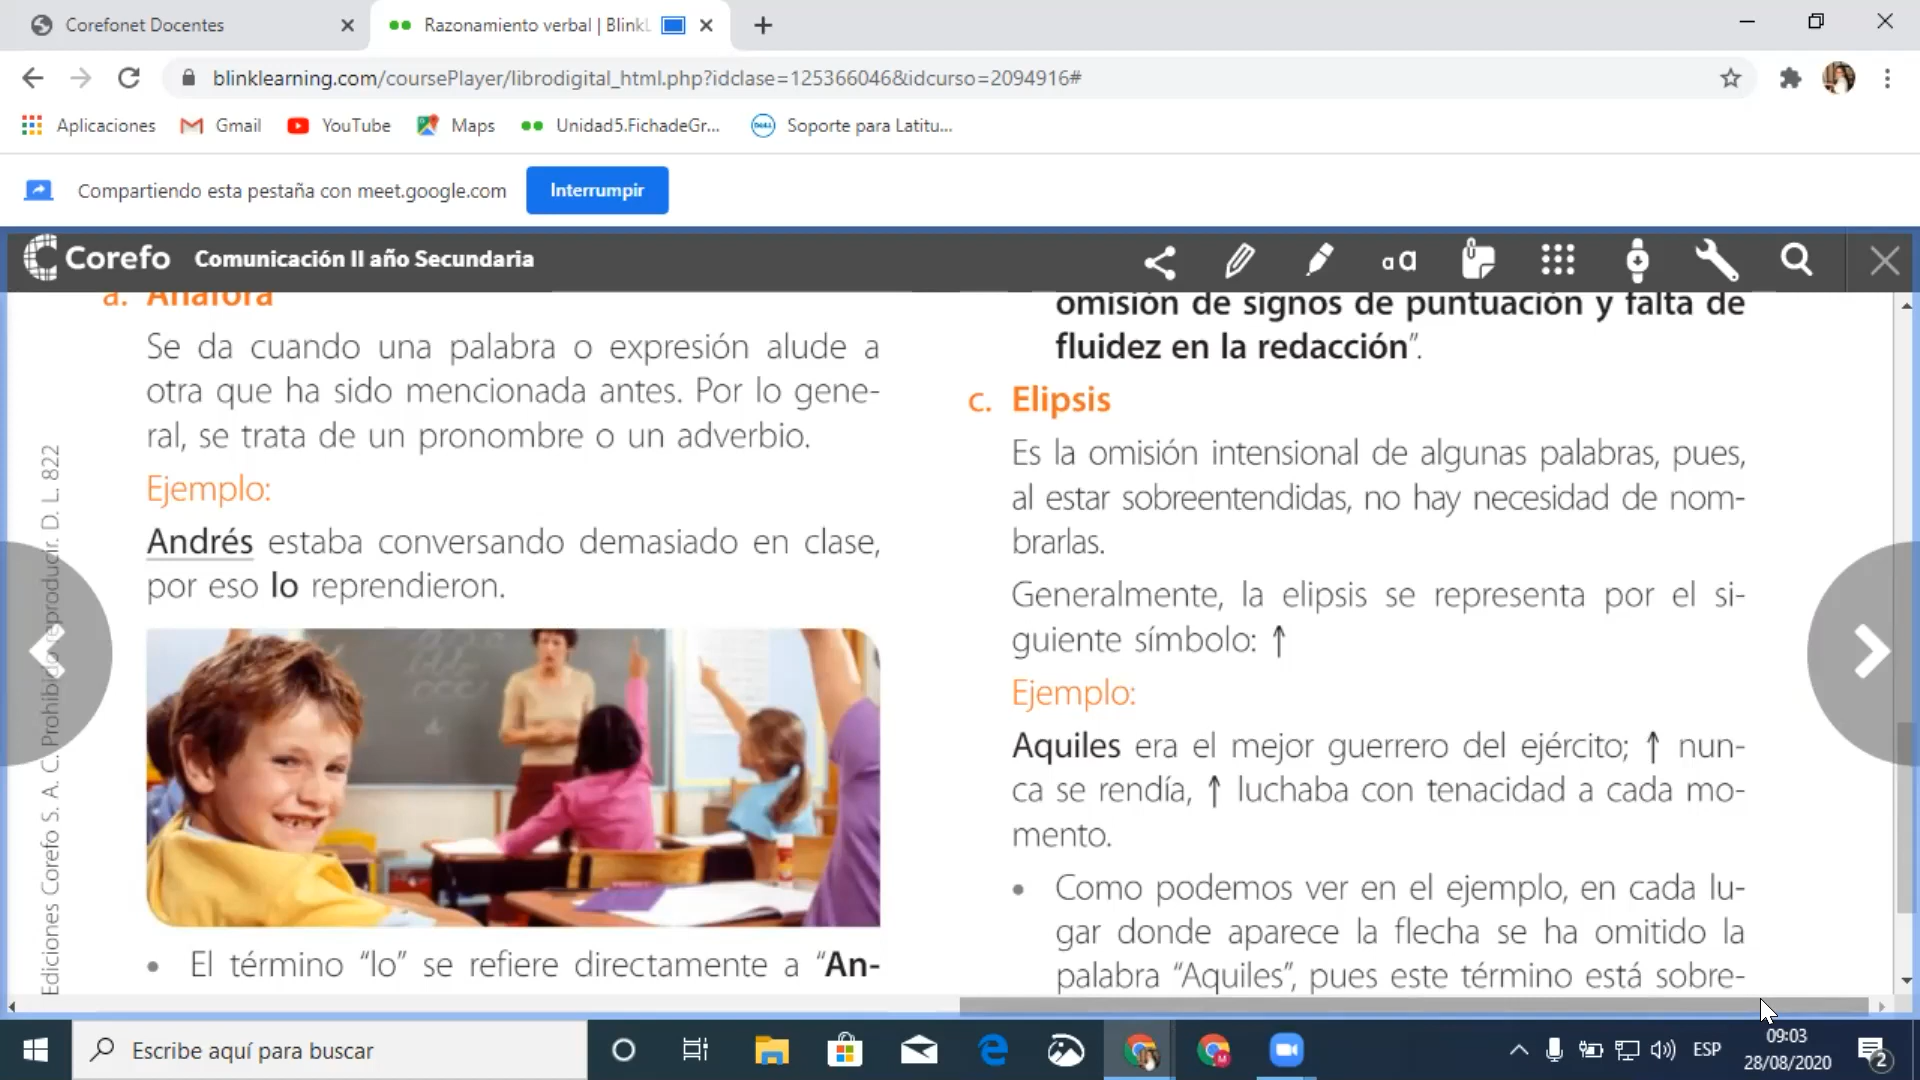 Corefonet Docentes
Razonamiento verbal | Blink
blinklearning.com/coursePlayer/librodigital_html.php?idclase=125366046&idcurso=2094916#
Aplicaciones
Gmail
YouTube
Maps
Unidad5.FichadeGr...
Soporte para Latitu...
Compartiendo esta pestaña con meet.google.com
Interrumpir
Corefo
Comunicación II año Secundaria
aa
a. Anáfora
Se da cuando una palabra o expresión alude a
otra que ha sido mencionada antes. Por lo gene-
ral, se trata de un pronombre o un adverbio.
Ejemplo:
Andrés estaba conversando demasiado en clase,
por eso lo reprendieron.
• El término “lo” se refiere directamente a “An-
Ediciones Corefo S. A. C. Prohibido reproducir. D. L. 822
omisión de signos de puntuación y falta de
fluidez en la redacción”.
c. Elipsis
Es la omisión intensional de algunas palabras, pues,
al estar sobreentendidas, no hay necesidad de nom-
brarlas.
Generalmente, la elipsis se representa por el si-
guiente símbolo: ↑
Ejemplo:
Aquiles era el mejor guerrero del ejército; ↑ nun-
ca se rendía, ↑ luchaba con tenacidad a cada mo-
mento.
• Como podemos ver en el ejemplo, en cada lu-
gar donde aparece la flecha se ha omitido la
palabra “Aquiles”, pues este término está sobre-
Escribe aquí para buscar
ESP
09:03
28/08/2020
2